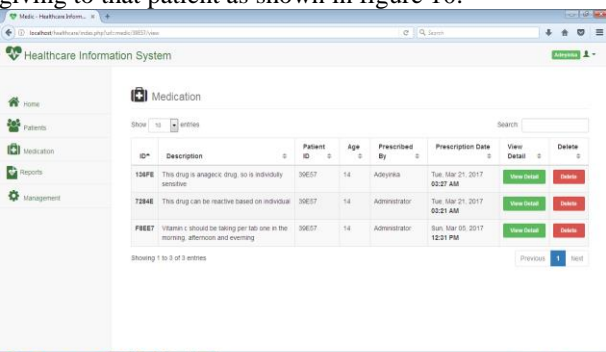 giving to that patient as shown in figure 10.
Medic - Healthcare Inform...
localhost/healthcare/index.php?url=medic/39E57/view
Search
Healthcare Information System
Adeyinka
Home
Patients
Medication
Reports
Management
Medication
Show 10 entries
Search:
ID Description Patient ID Age Prescribed By Prescription Date View Detail Delete
136FE This drug is anagecic drug, so is individuily sensitive 39E57 14 Adeyinka Tue, Mar 21, 2017 03:27 AM View Detail Delete
7284E This drug can be reactive based on individual 39E57 14 Administrator Tue, Mar 21, 2017 03:21 AM View Detail Delete
F8EE7 Vitamin c should be taking per tab one in the morning, afternoon and everning 39E57 14 Administrator Sun, Mar 05, 2017 12:31 PM View Detail Delete
Showing 1 to 3 of 3 entries
Previous 1 Next